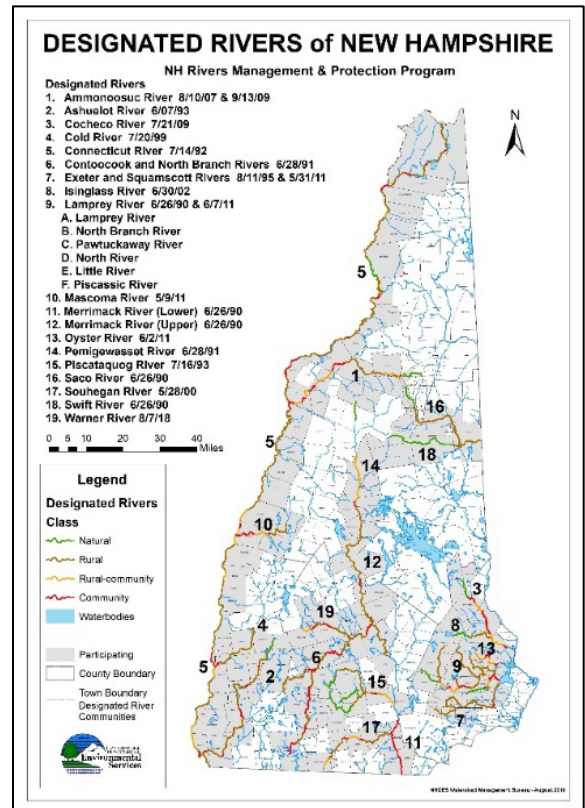 DESIGNATED RIVERS of NEW HAMPSHIRE
NH Rivers Management & Protection Program
Designated Rivers
1. Ammonoosuc River 8/10/07 & 9/13/09
2. Ashuelot River 6/07/93
3. Cocheco River 7/21/09
4. Cold River 7/20/99
5. Connecticut River 7/14/92
6. Contoocook and North Branch Rivers 6/28/91
7. Exeter and Squamscott Rivers 8/11/95 & 5/31/11
8. Isinglass River 6/30/02
9. Lamprey River 6/26/90 & 6/7/11
A. Lamprey River
B. North Branch River
C. Pawtuckaway River
D. North River
E. Little River
F. Piscassic River
10. Mascoma River 5/9/11
11. Merrimack River (Lower) 6/26/90
12. Merrimack River (Upper) 6/26/90
13. Oyster River 6/2/11
14. Pemigewasset River 6/28/91
15. Piscataquog River 7/16/93
16. Saco River 6/26/90
17. Souhegan River 5/28/00
18. Swift River 6/26/90
19. Warner River 8/7/18
0 5 10 20 30 40
Miles
N
5
1
16
18
5
14
10
12
3
19
4
8
13
6
9
5
2
15
7
17
11
Legend
Designated Rivers
Class
Natural
Rural
Rural-community
Community
Waterbodies
Participating
County Boundary
Town Boundary
Designated River
Communities
Environmental
Services
NHDES Watershed Management Bureau - August 2018